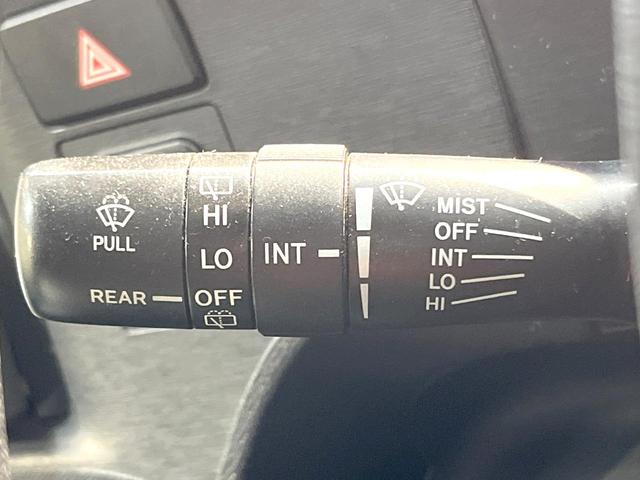 PULL
REAR
HI
LO
OFF
INT
MIST
OFF
INT
LO
HI